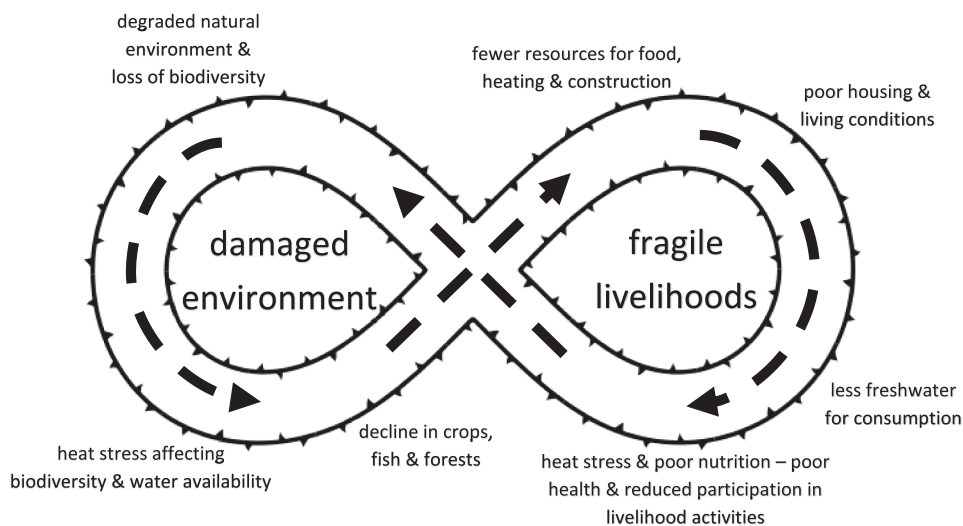 degraded natural
environment &
loss of biodiversity
fewer resources for food,
heating & construction
poor housing &
living conditions
damaged
environment
fragile
livelihoods
less freshwater
for consumption
decline in crops,
fish & forests
heat stress affecting
biodiversity & water availability
heat stress & poor nutrition – poor
health & reduced participation in
livelihood activities